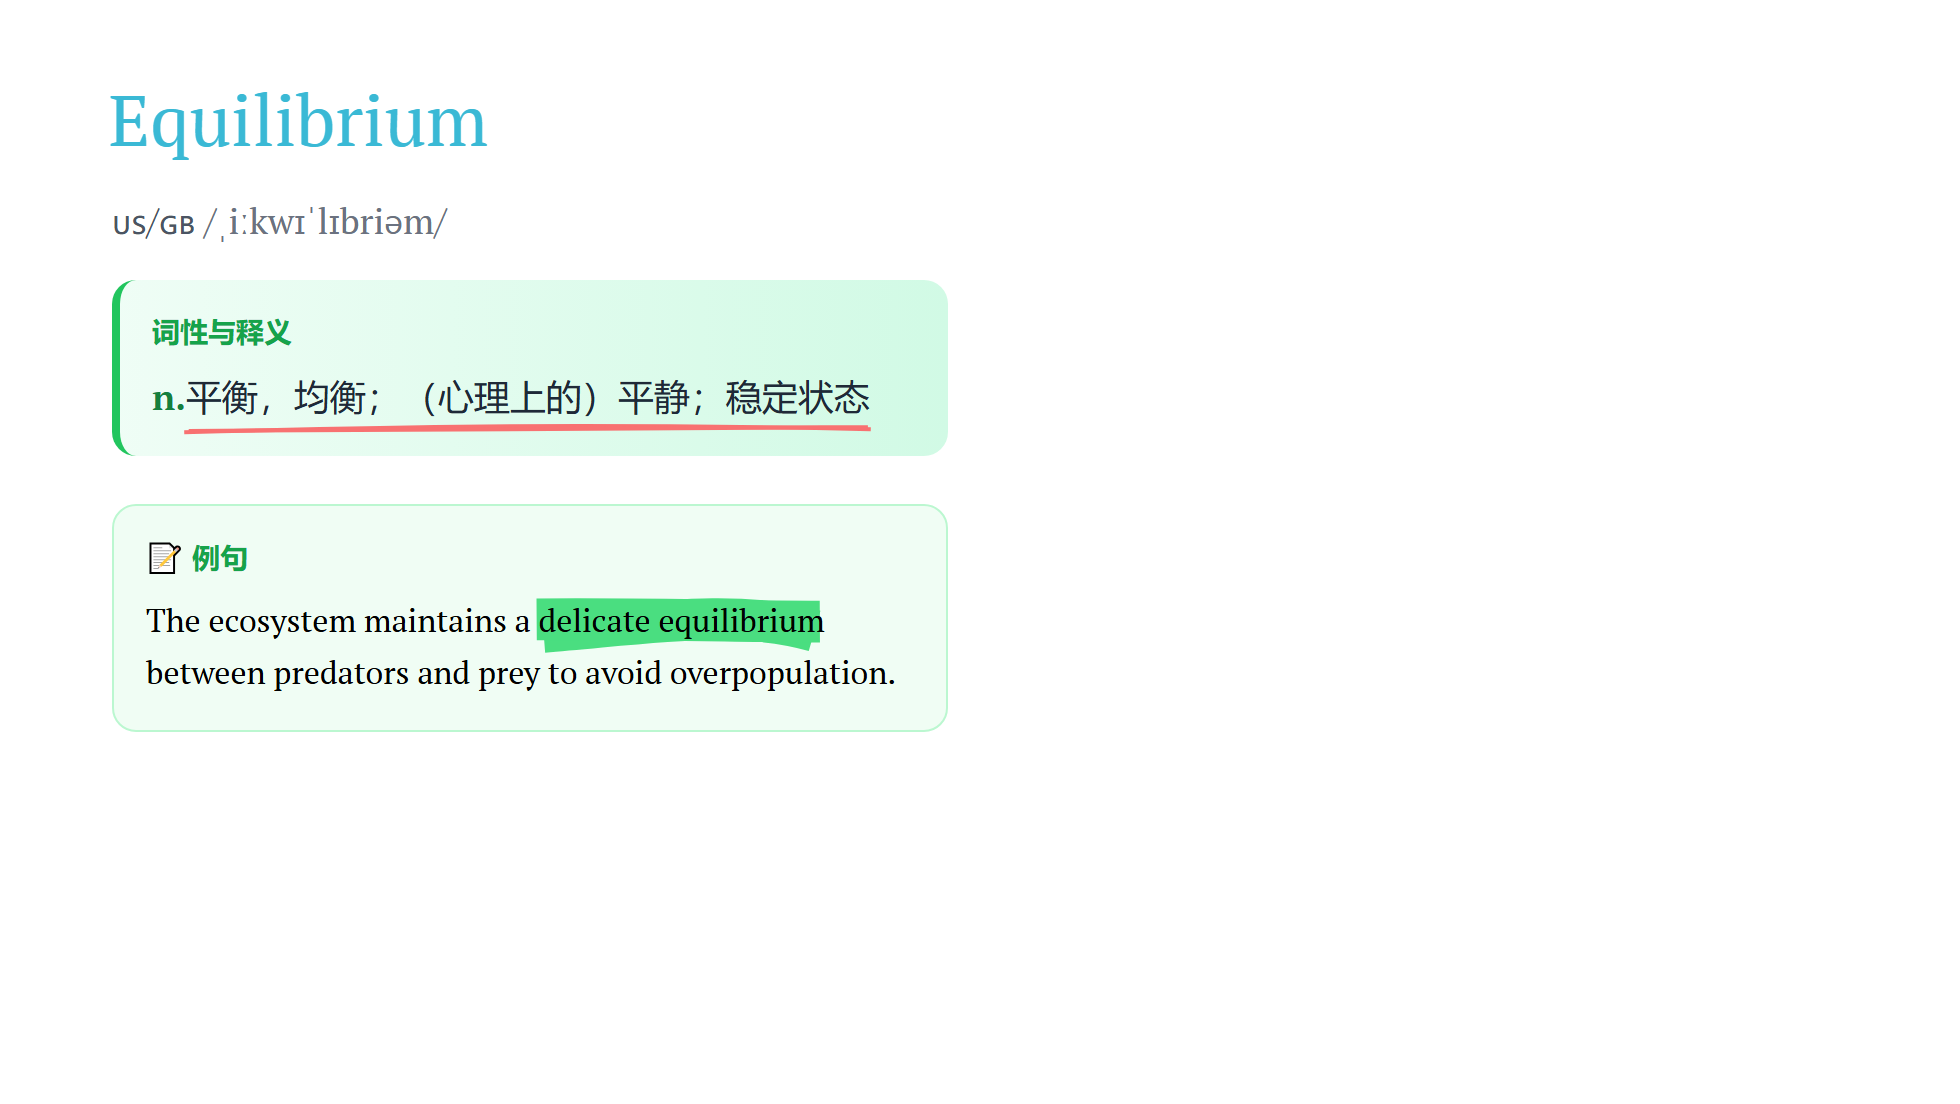 Equilibrium
US/GB /ˌiːkwɪˈlɪbriəm/
词性与释义
n.平衡，均衡；（心理上的）平静；稳定状态
📝 例句
The ecosystem maintains a delicate equilibrium
between predators and prey to avoid overpopulation.